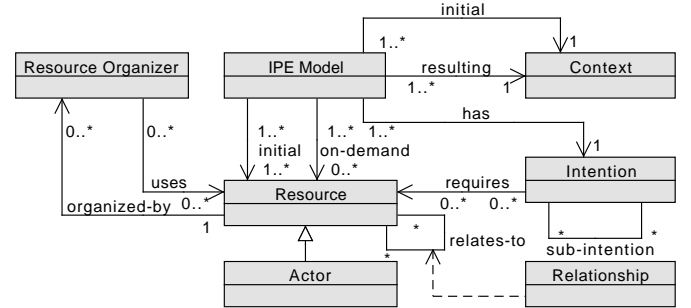 initial
1..*
1
Resource Organizer
IPE Model
resulting
Context
1..*
1
has
0..*
0..*
1..*
1..*
1..*
1
initial
on-demand
1..*
0..*
uses
requires
Intention
0..*
Resource
0..*
0..*
organized-by
1
*
*
*
relates-to
sub-intention
*
Actor
Relationship